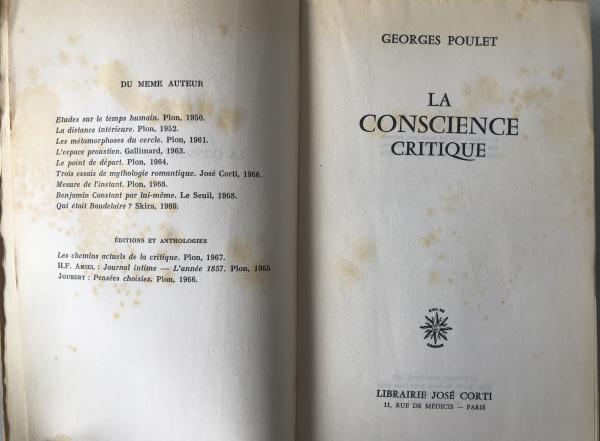 DU MEME AUTEUR
Etudes sur le temps humain. Plon, 1950.
La distance intérieure. Plon, 1952.
Les métamorphoses du cercle. Plon, 1961.
L'espace proustien. Gallimard, 1963.
Le point de départ. Plon, 1964.
Trois essais de mythologie romantique. José Corti, 1966.
Mesure de l'instant. Plon, 1968.
Benjamin Constant par lui-même. Le Seuil, 1968.
Qui était Baudelaire ? Skira, 1969.
ÉDITIONS ET ANTHOLOGIES
Les chemins actuels de la critique. Plon, 1967.
H.F. AMIEL : Journal intime — L'année 1857. Plon, 1965.
JOUBERT : Pensées choisies. Plon, 1966.
GEORGES POULET
LA
CONSCIENCE
CRITIQUE
LIBRAIRIE JOSÉ CORTI
11, RUE DE MÉDICIS — PARIS